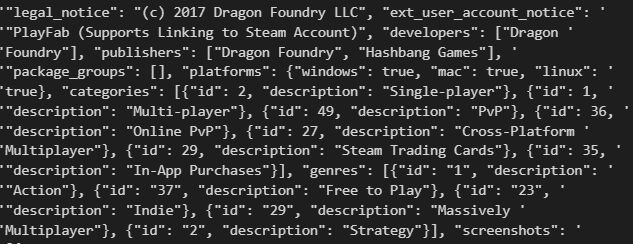 '"legal_notice": "(c) 2017 Dragon Foundry LLC", "ext_user_account_notice": '
'"PlayFab (Supports Linking to Steam Account)", "developers": ["Dragon '
'Foundry"], "publishers": ["Dragon Foundry", "Hashbang Games"], '
'"package_groups": [], "platforms": {"windows": true, "mac": true, "linux": '
'true}, "categories": [{"id": 2, "description": "Single-player"}, {"id": 1, '
'"description": "Multi-player"}, {"id": 49, "description": "PvP"}, {"id": 36, '
'"description": "Online PvP"}, {"id": 27, "description": "Cross-Platform '
'Multiplayer"}, {"id": 29, "description": "Steam Trading Cards"}, {"id": 35, '
'"description": "In-App Purchases"}], "genres": [{"id": "1", "description": '
'"Action"}, {"id": "37", "description": "Free to Play"}, {"id": "23", '
'"description": "Indie"}, {"id": "29", "description": "Massively '
'Multiplayer"}, {"id": "2", "description": "Strategy"}], "screenshots": '